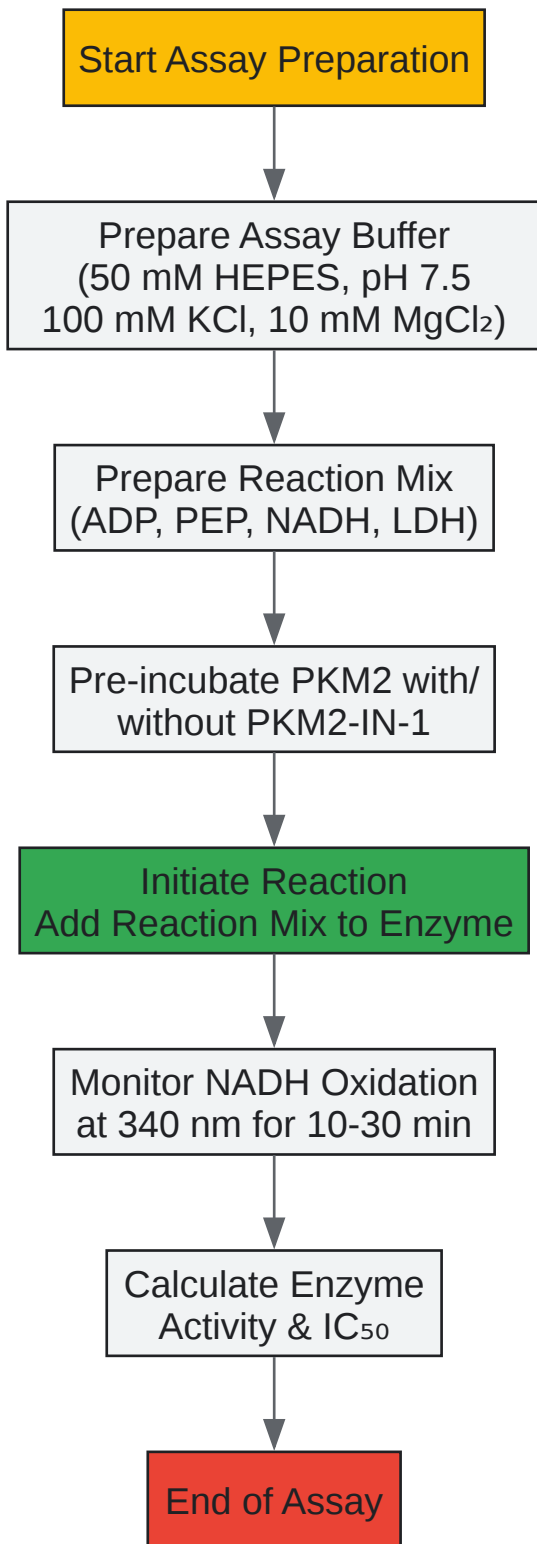 Start Assay Preparation
Prepare Assay Buffer
(50 mM HEPES, pH 7.5
100 mM KCl, 10 mM MgCl₂)
Prepare Reaction Mix
(ADP, PEP, NADH, LDH)
Pre-incubate PKM2 with/
without PKM2-IN-1
Initiate Reaction
Add Reaction Mix to Enzyme
Monitor NADH Oxidation
at 340 nm for 10-30 min
Calculate Enzyme
Activity & IC₅₀
End of Assay